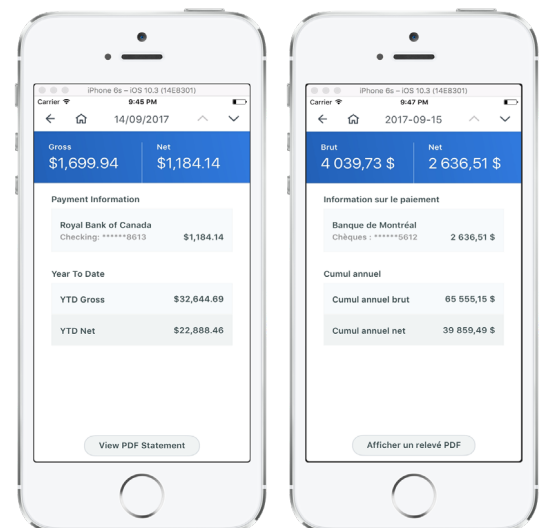 iPhone 6s – iOS 10.3 (14E8301)
Carrier 9:45 PM
14/09/2017
Gross Net
$1,699.94 $1,184.14
Payment Information
Royal Bank of Canada
Checking: ******8613 $1,184.14
Year To Date
YTD Gross $32,644.69
YTD Net $22,888.46
View PDF Statement
iPhone 6s – iOS 10.3 (14E8301)
Carrier 9:47 PM
2017-09-15
Brut Net
4 039,73 $ 2 636,51 $
Information sur le paiement
Banque de Montréal
Chèques : ******5612 2 636,51 $
Cumul annuel
Cumul annuel brut 65 555,15 $
Cumul annuel net 39 859,49 $
Afficher un relevé PDF